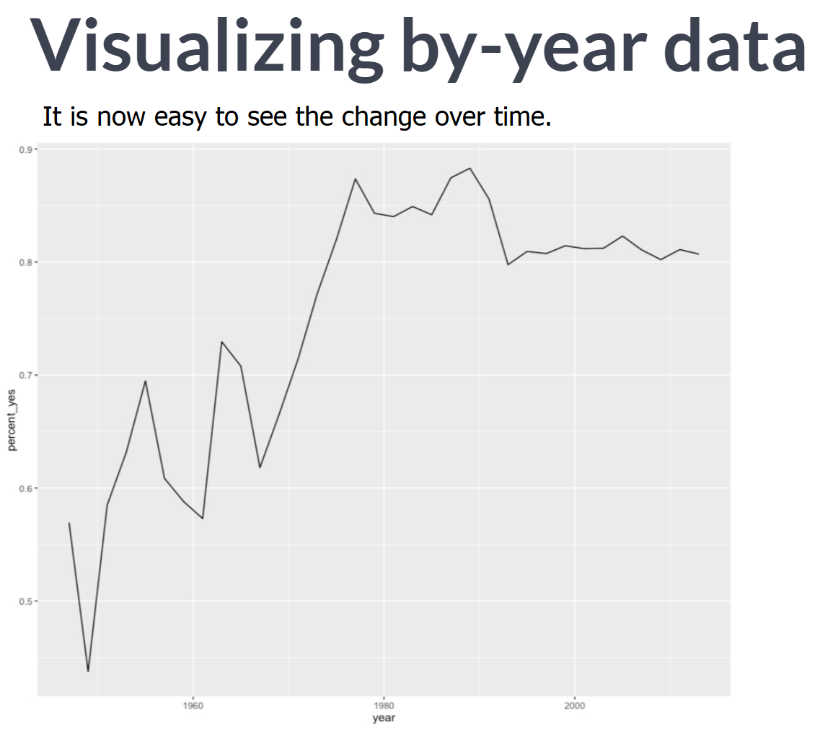 Visualizing by-year data
It is now easy to see the change over time.
0.9
0.8
0.7
0.6
0.5
percent_yes
1960 1980 2000
year